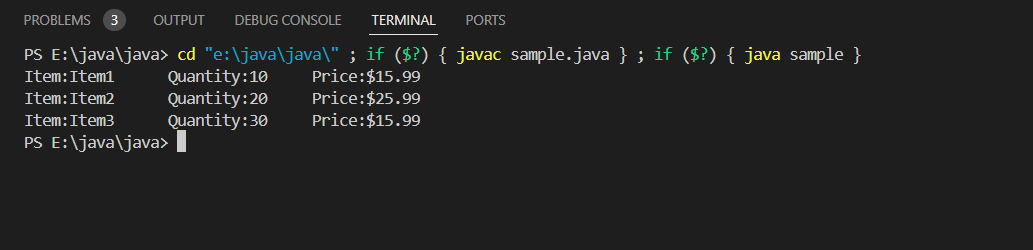 PROBLEMS 3 OUTPUT DEBUG CONSOLE TERMINAL PORTS
PS E:\java\java> cd "e:\java\java\" ; if ($?) { javac sample.java } ; if ($?) { java sample }
Item:Item1 Quantity:10 Price:$15.99
Item:Item2 Quantity:20 Price:$25.99
Item:Item3 Quantity:30 Price:$15.99
PS E:\java\java>